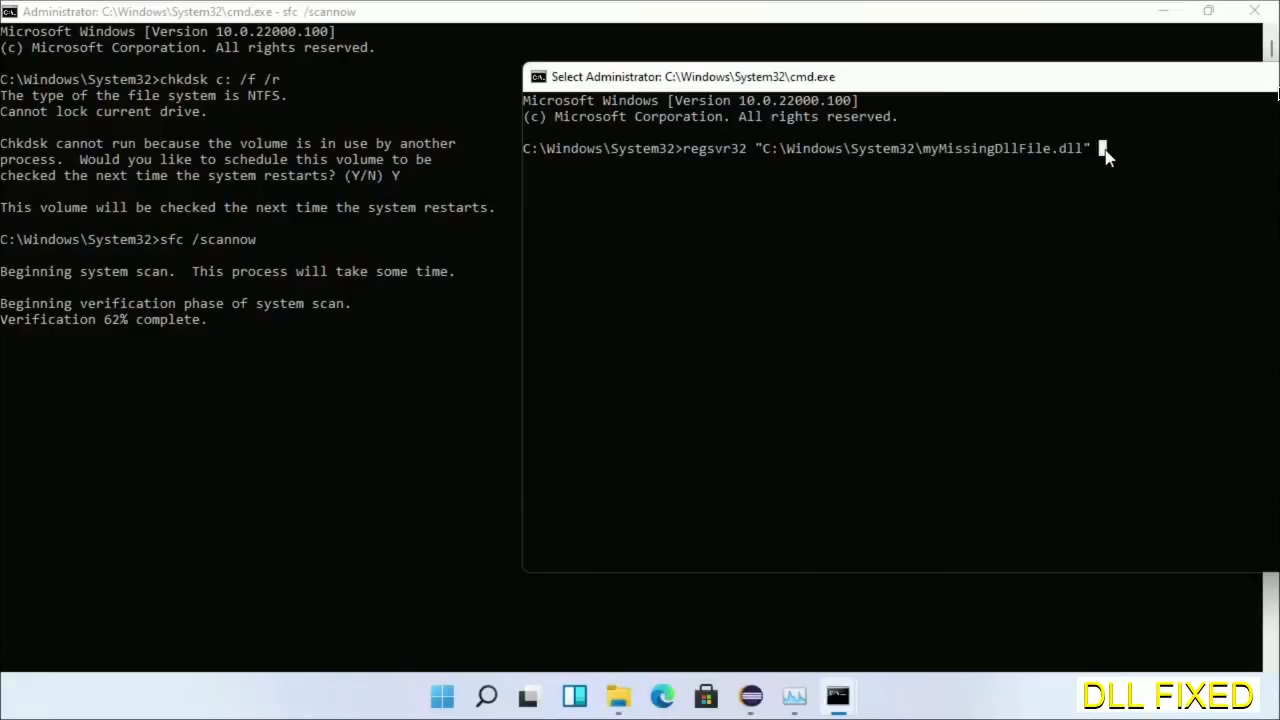 Administrator: C:\Windows\System32\cmd.exe - sfc /scannow
Microsoft Windows [Version 10.0.22000.100]
(c) Microsoft Corporation. All rights reserved.
C:\Windows\System32>chkdsk c: /f /r
The type of the file system is NTFS.
Cannot lock current drive.
Chkdsk cannot run because the volume is in use by another
process.  Would you like to schedule this volume to be
checked the next time the system restarts? (Y/N) Y
This volume will be checked the next time the system restarts.
C:\Windows\System32>sfc /scannow
Beginning system scan.  This process will take some time.
Beginning verification phase of system scan.
Verification 62% complete.
Select Administrator: C:\Windows\System32\cmd.exe
Microsoft Windows [Version 10.0.22000.100]
(c) Microsoft Corporation. All rights reserved.
C:\Windows\System32>regsvr32 "C:\Windows\System32\myMissingDllFile.dll"
DLL FIXED